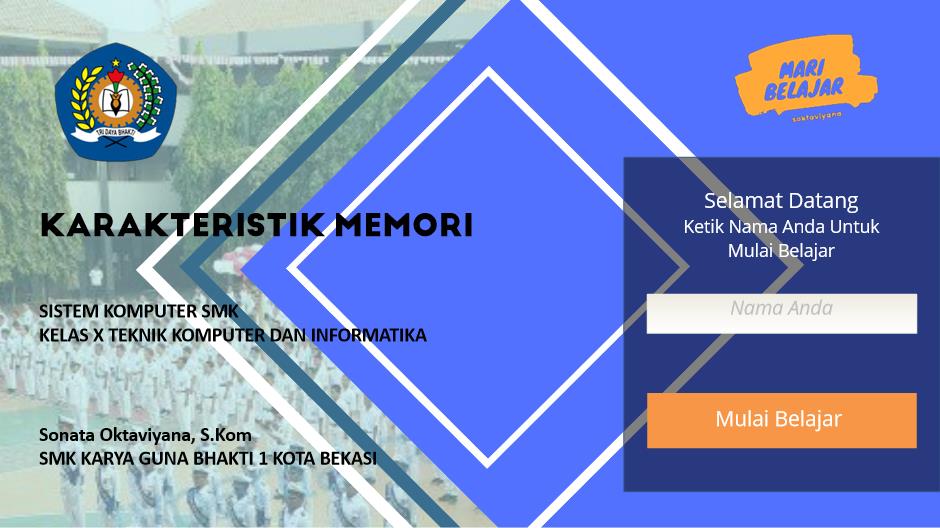 TRI DAYA BHAKTI
MARI
BELAJAR
soktaviyana
KARAKTERISTIK MEMORI
SISTEM KOMPUTER SMK
KELAS X TEKNIK KOMPUTER DAN INFORMATIKA
Sonata Oktaviyana, S.Kom
SMK KARYA GUNA BHAKTI 1 KOTA BEKASI
Selamat Datang
Ketik Nama Anda Untuk
Mulai Belajar
Nama Anda
Mulai Belajar